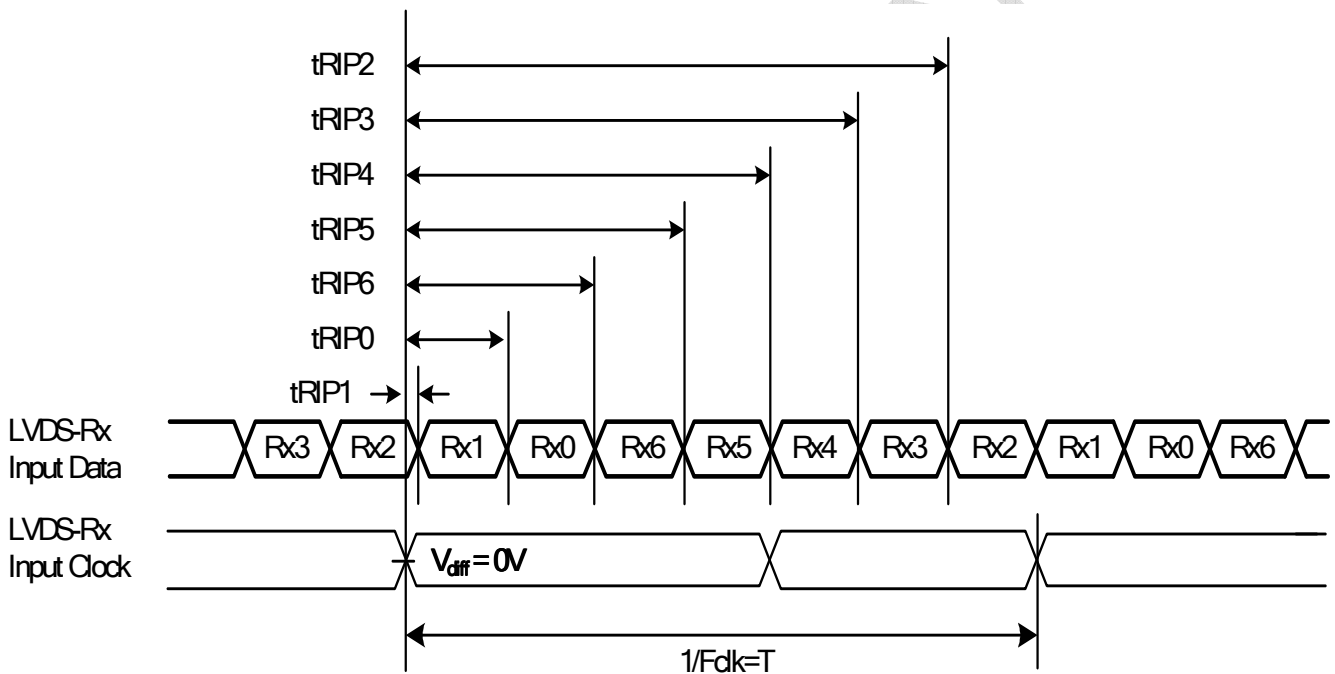 tRIP2
tRIP3
tRIP4
tRIP5
tRIP6
tRIP0
tRIP1
LVDS-Rx
Input Data
Rx3 Rx2 Rx1 Rx0 Rx6 Rx5 Rx4 Rx3 Rx2 Rx1 Rx0 Rx6
LVDS-Rx
Input Clock
Vdiff = 0V
1/Fclk=T